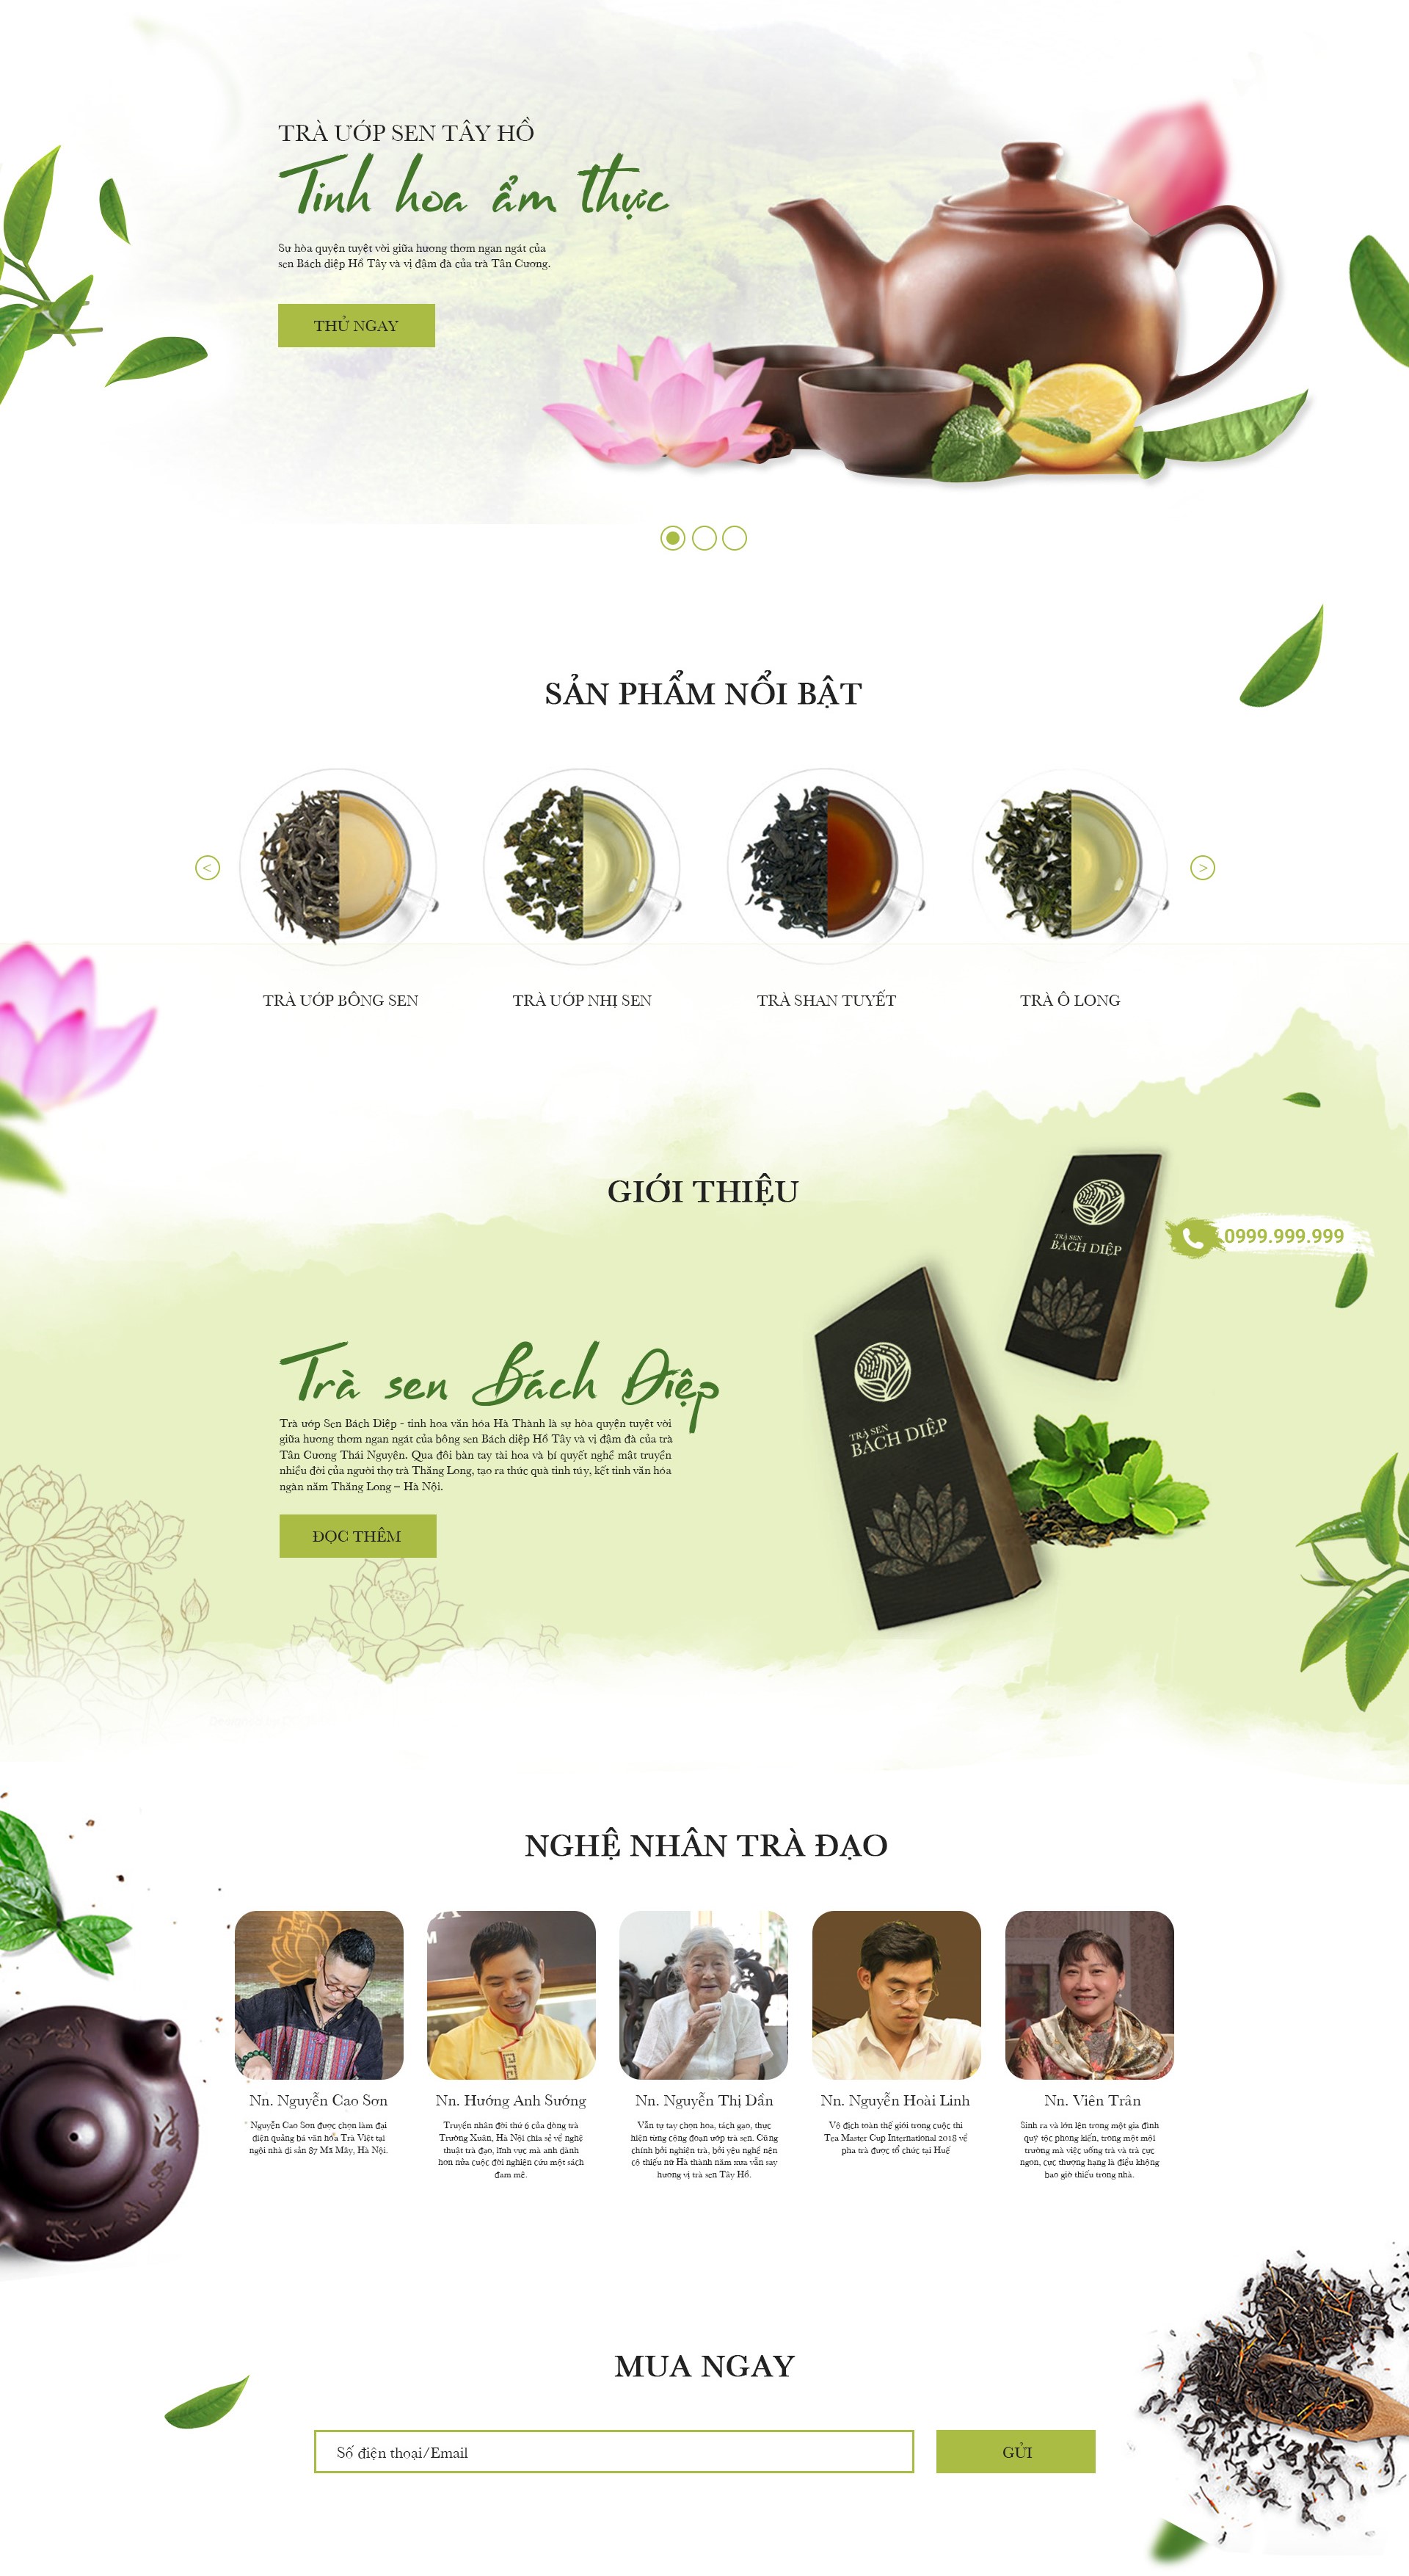 TRÀ ƯỚP SEN TÂY HỒ
Tinh hoa ẩm thực
Sự hòa quyện tuyệt vời giữa hương thơm ngan ngát của
sen Bách diệp Hồ Tây và vị đậm đà của trà Tân Cương.
THỬ NGAY
SẢN PHẨM NỔI BẬT
<
>
TRÀ ƯỚP BÔNG SEN
TRÀ ƯỚP NHỊ SEN
TRÀ SHAN TUYẾT
TRÀ Ô LONG
GIỚI THIỆU
TRÀ SEN
BÁCH DIỆP
0999.999.999
TRÀ SEN
BÁCH DIỆP
Trà sen Bách Diệp
Trà ướp Sen Bách Diệp - tinh hoa văn hóa Hà Thành là sự hòa quyện tuyệt vời
giữa hương thơm ngan ngát của bông sen Bách diệp Hồ Tây và vị đậm đà của trà
Tân Cương Thái Nguyên. Qua đôi bàn tay tài hoa và bí quyết nghề mật truyền
nhiều đời của người thợ trà Thăng Long, tạo ra thức quà tinh túy, kết tinh văn hóa
ngàn năm Thăng Long – Hà Nội.
ĐỌC THÊM
NGHỆ NHÂN TRÀ ĐẠO
Nn. Nguyễn Cao Sơn
Nguyễn Cao Sơn được chọn làm đại
diện quảng bá văn hóa Trà Việt tại
ngôi nhà di sản 87 Mã Mây, Hà Nội.
Nn. Hướng Anh Sướng
Truyền nhân đời thứ 6 của dòng trà
Trường Xuân, Hà Nội chia sẻ về nghệ
thuật trà đạo, lĩnh vực mà anh dành
hơn nửa cuộc đời nghiên cứu một sách
đam mê.
Nn. Nguyễn Thị Dần
Vẫn tự tay chọn hoa, tách gạo, thực
hiện từng công đoạn ướp trà sen. Cũng
chính bởi nghiện trà, bởi yêu nghề nên
cô thiếu nữ Hà thành năm xưa vẫn say
hương vị trà sen Tây Hồ.
Nn. Nguyễn Hoài Linh
Vô địch toàn thế giới trong cuộc thi
Tea Master Cup International 2018 về
pha trà được tổ chức tại Huế
Nn. Viên Trân
Sinh ra và lớn lên trong một gia đình
quý tộc phong kiến, trong một môi
trường mà việc uống trà và trà cực
ngon, cực thượng hạng là điều không
bao giờ thiếu trong nhà.
MUA NGAY
Số điện thoại/Email
GỬI